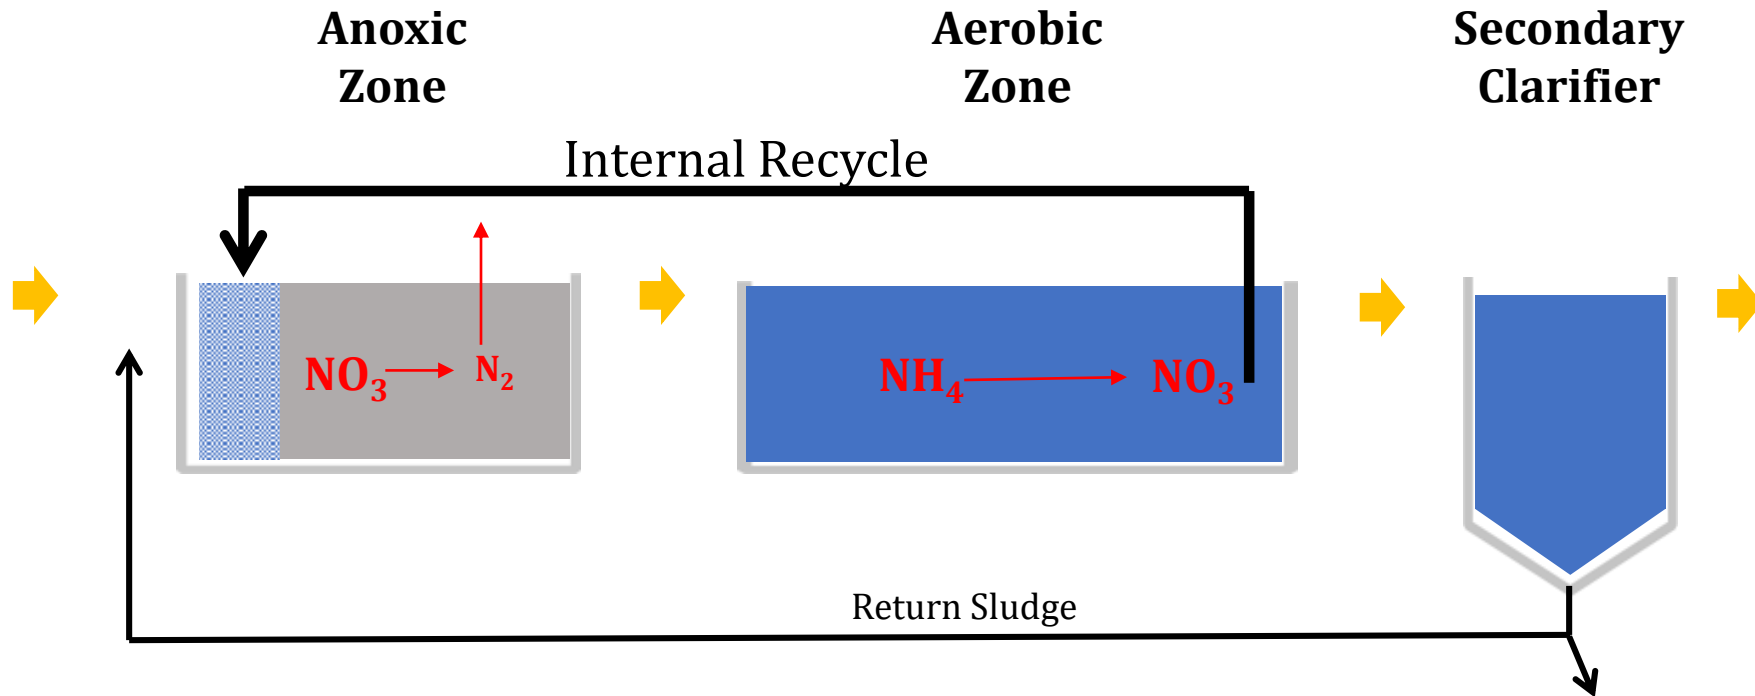 Anoxic
Zone
Aerobic
Zone
Secondary
Clarifier
Internal Recycle
NO₃
N₂
NH₄
NO₃
Return Sludge